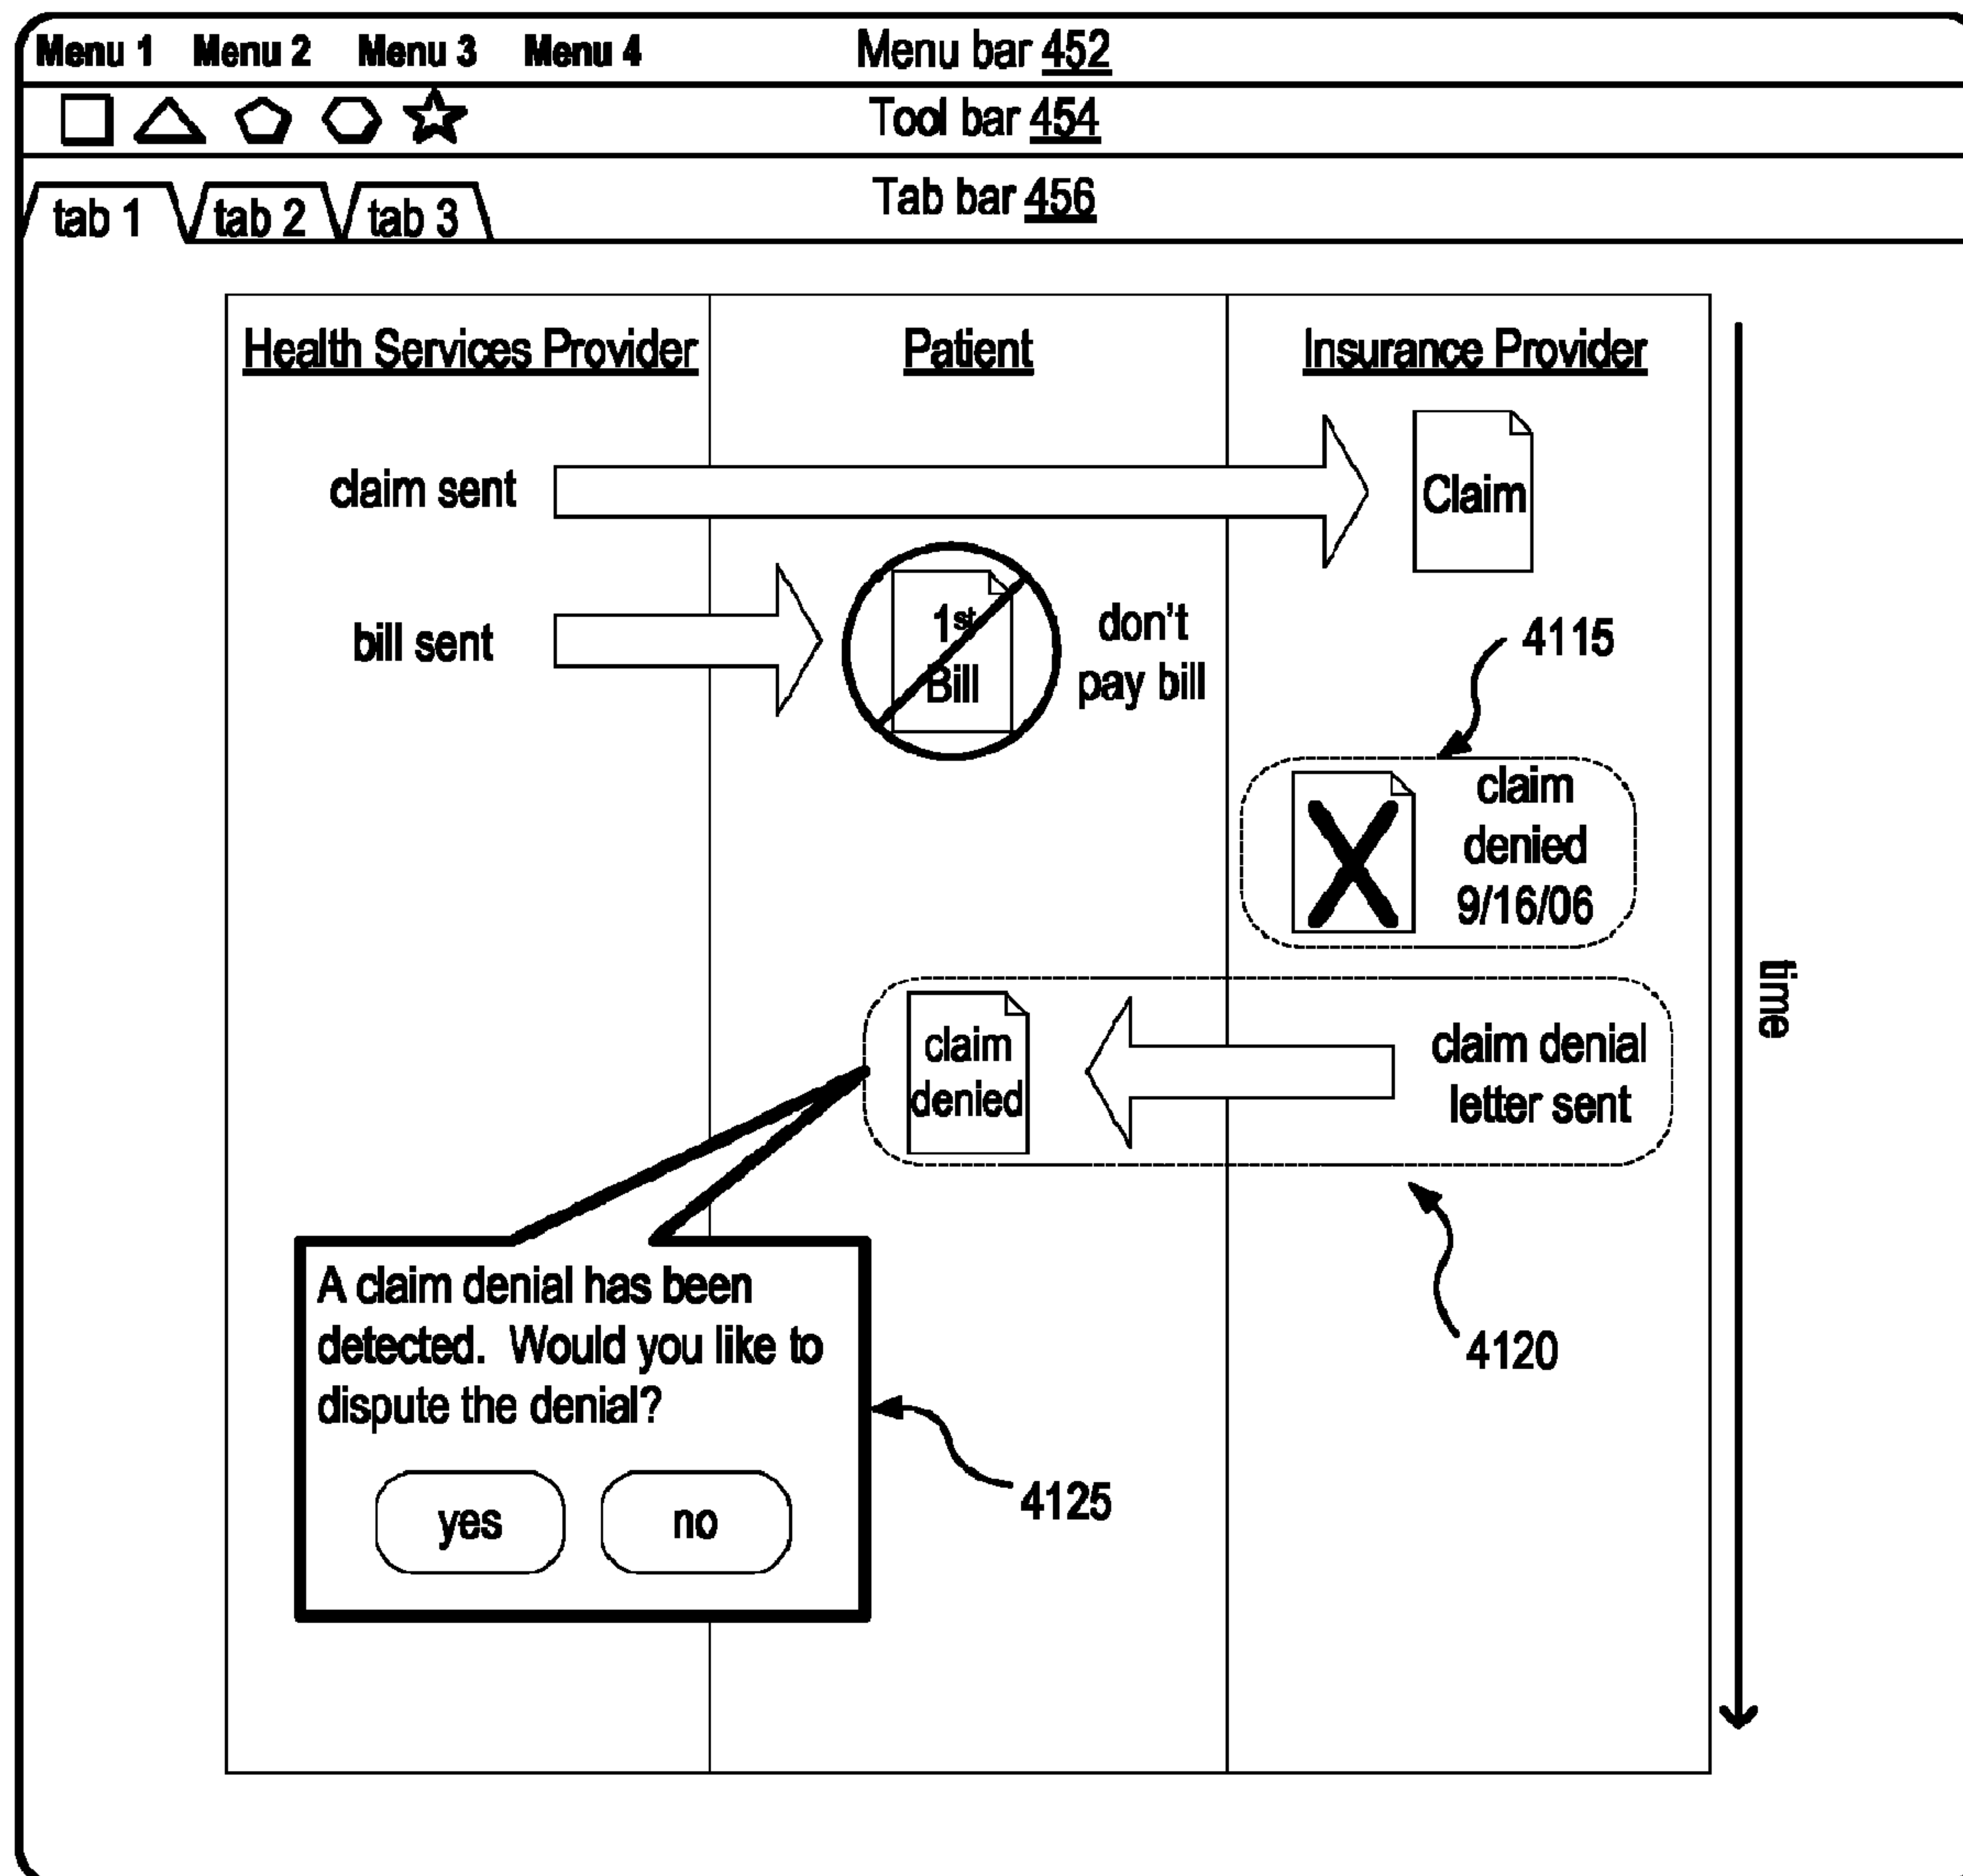 Menu 1 Menu 2 Menu 3 Menu 4 Menu bar 452
Tool bar 454
Tab bar 456
tab 1 tab 2 tab 3
Health Services Provider Patient Insurance Provider
claim sent
Claim
bill sent
1st
Bill
don't
pay bill
4115
claim
denied
9/16/06
time
claim
denied
claim denial
letter sent
4120
A claim denial has been
detected. Would you like to
dispute the denial?
yes no
4125